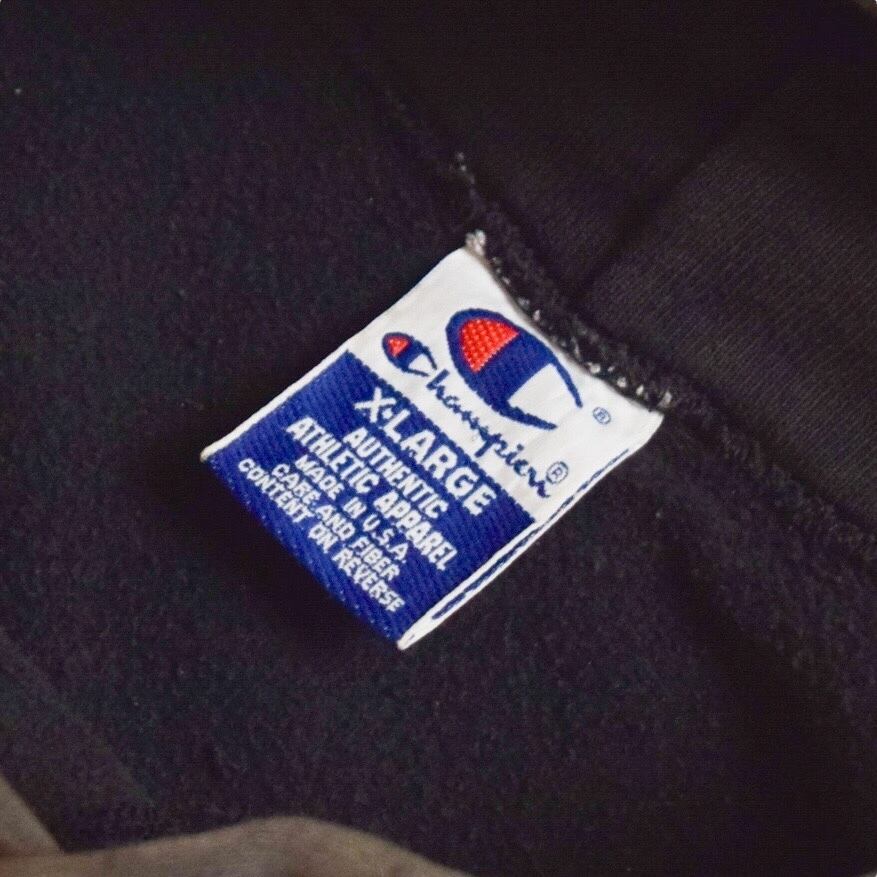 Champion®
®
X-LARGE
AUTHENTIC
ATHLETIC APPAREL
MADE IN U.S.A.
CARE AND FIBER
CONTENT ON REVERSE